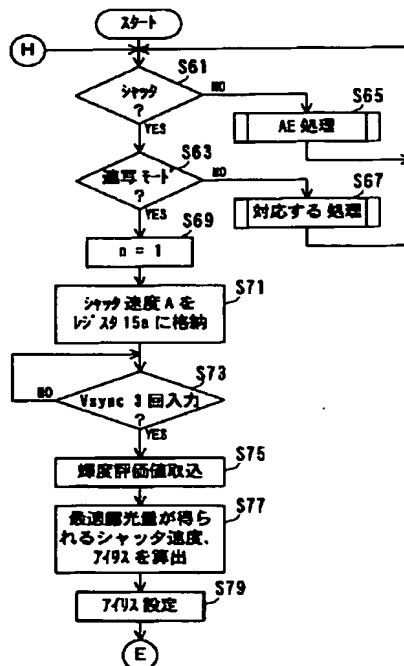 スタート
H
S61
シャッタ
?
NO
YES
S65
AE 処理
S63
連写 モード
?
NO
YES
S67
対応する 処理
S69
n = 1
S71
シャッタ 速度 A を
レジスタ 15a に 格納
S73
Vsync 3 回入力
?
NO
YES
S75
輝度評価値取込
S77
最適露光量が得ら
れるシャッタ速度、
アイリス を 算出
S79
アイリス 設定
E